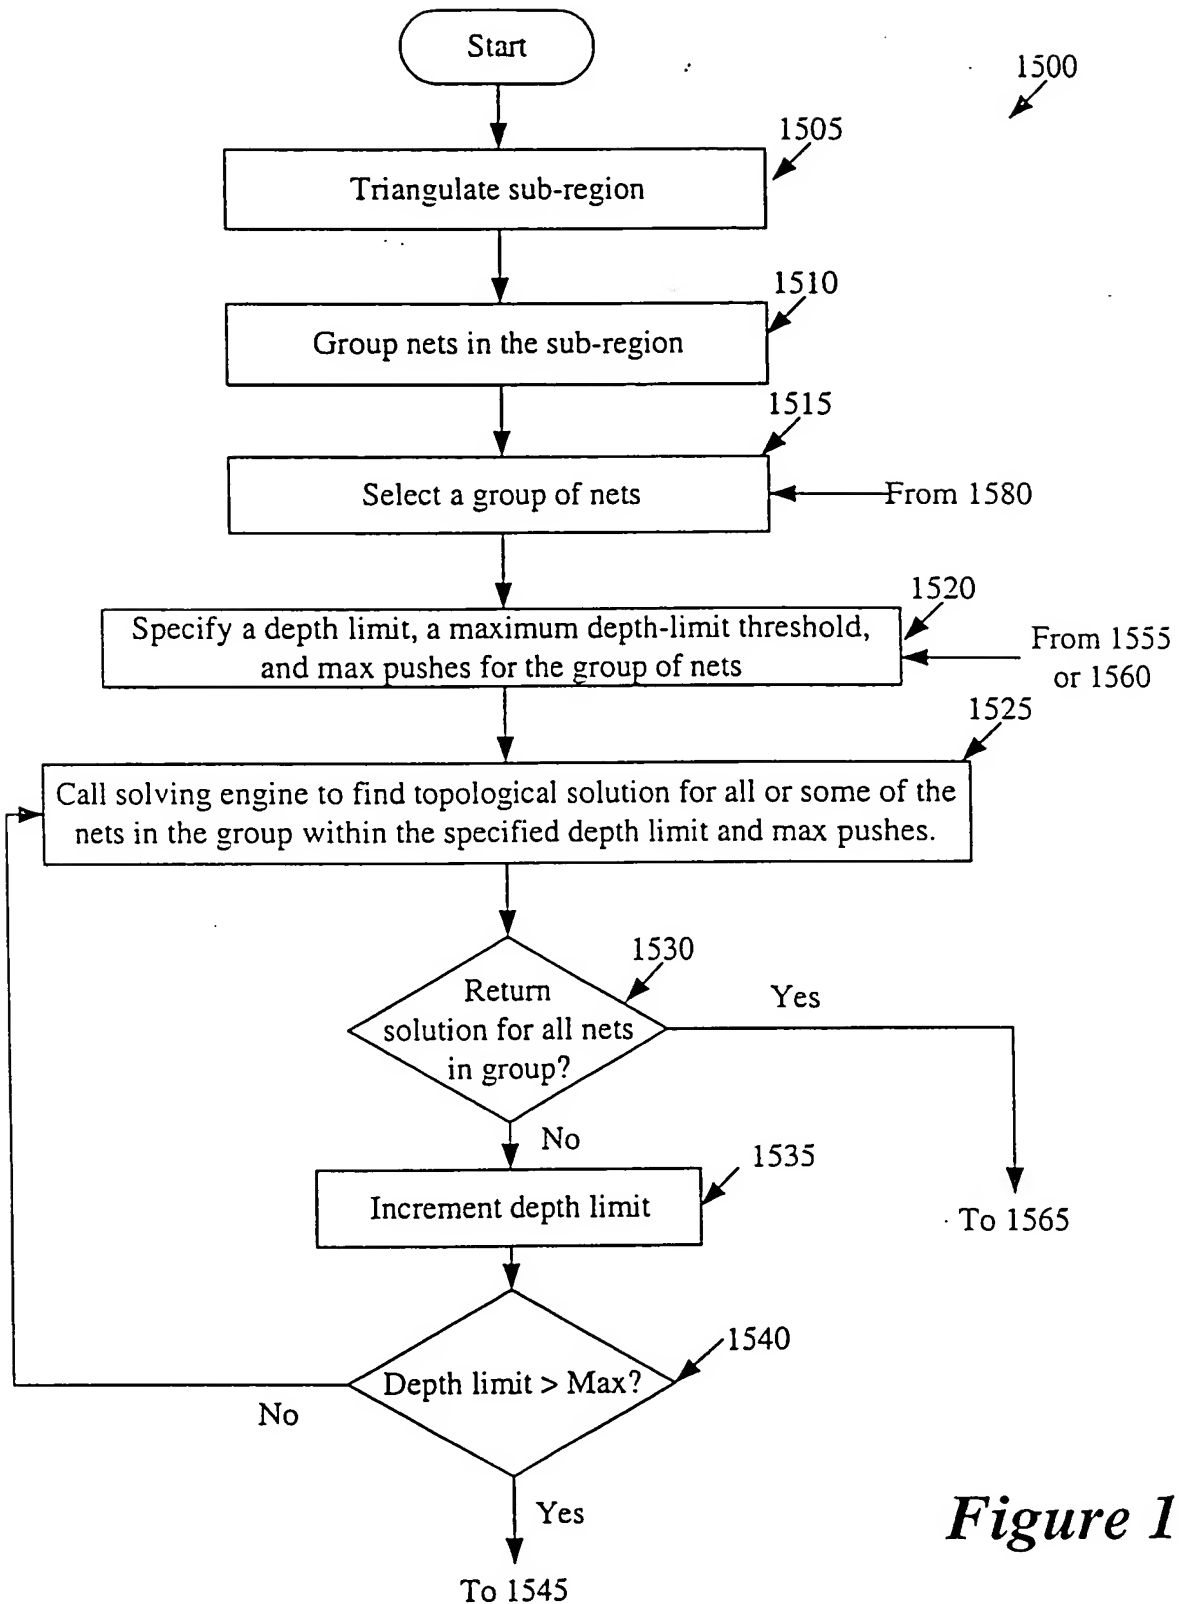 Start
1500
1505
Triangulate sub-region
1510
Group nets in the sub-region
1515
Select a group of nets
From 1580
1520
Specify a depth limit, a maximum depth-limit threshold,
and max pushes for the group of nets
From 1555
or 1560
1525
Call solving engine to find topological solution for all or some of the
nets in the group within the specified depth limit and max pushes.
1530
Return
solution for all nets
in group?
Yes
No
1535
Increment depth limit
To 1565
1540
Depth limit > Max?
No
Yes
To 1545
Figure 1